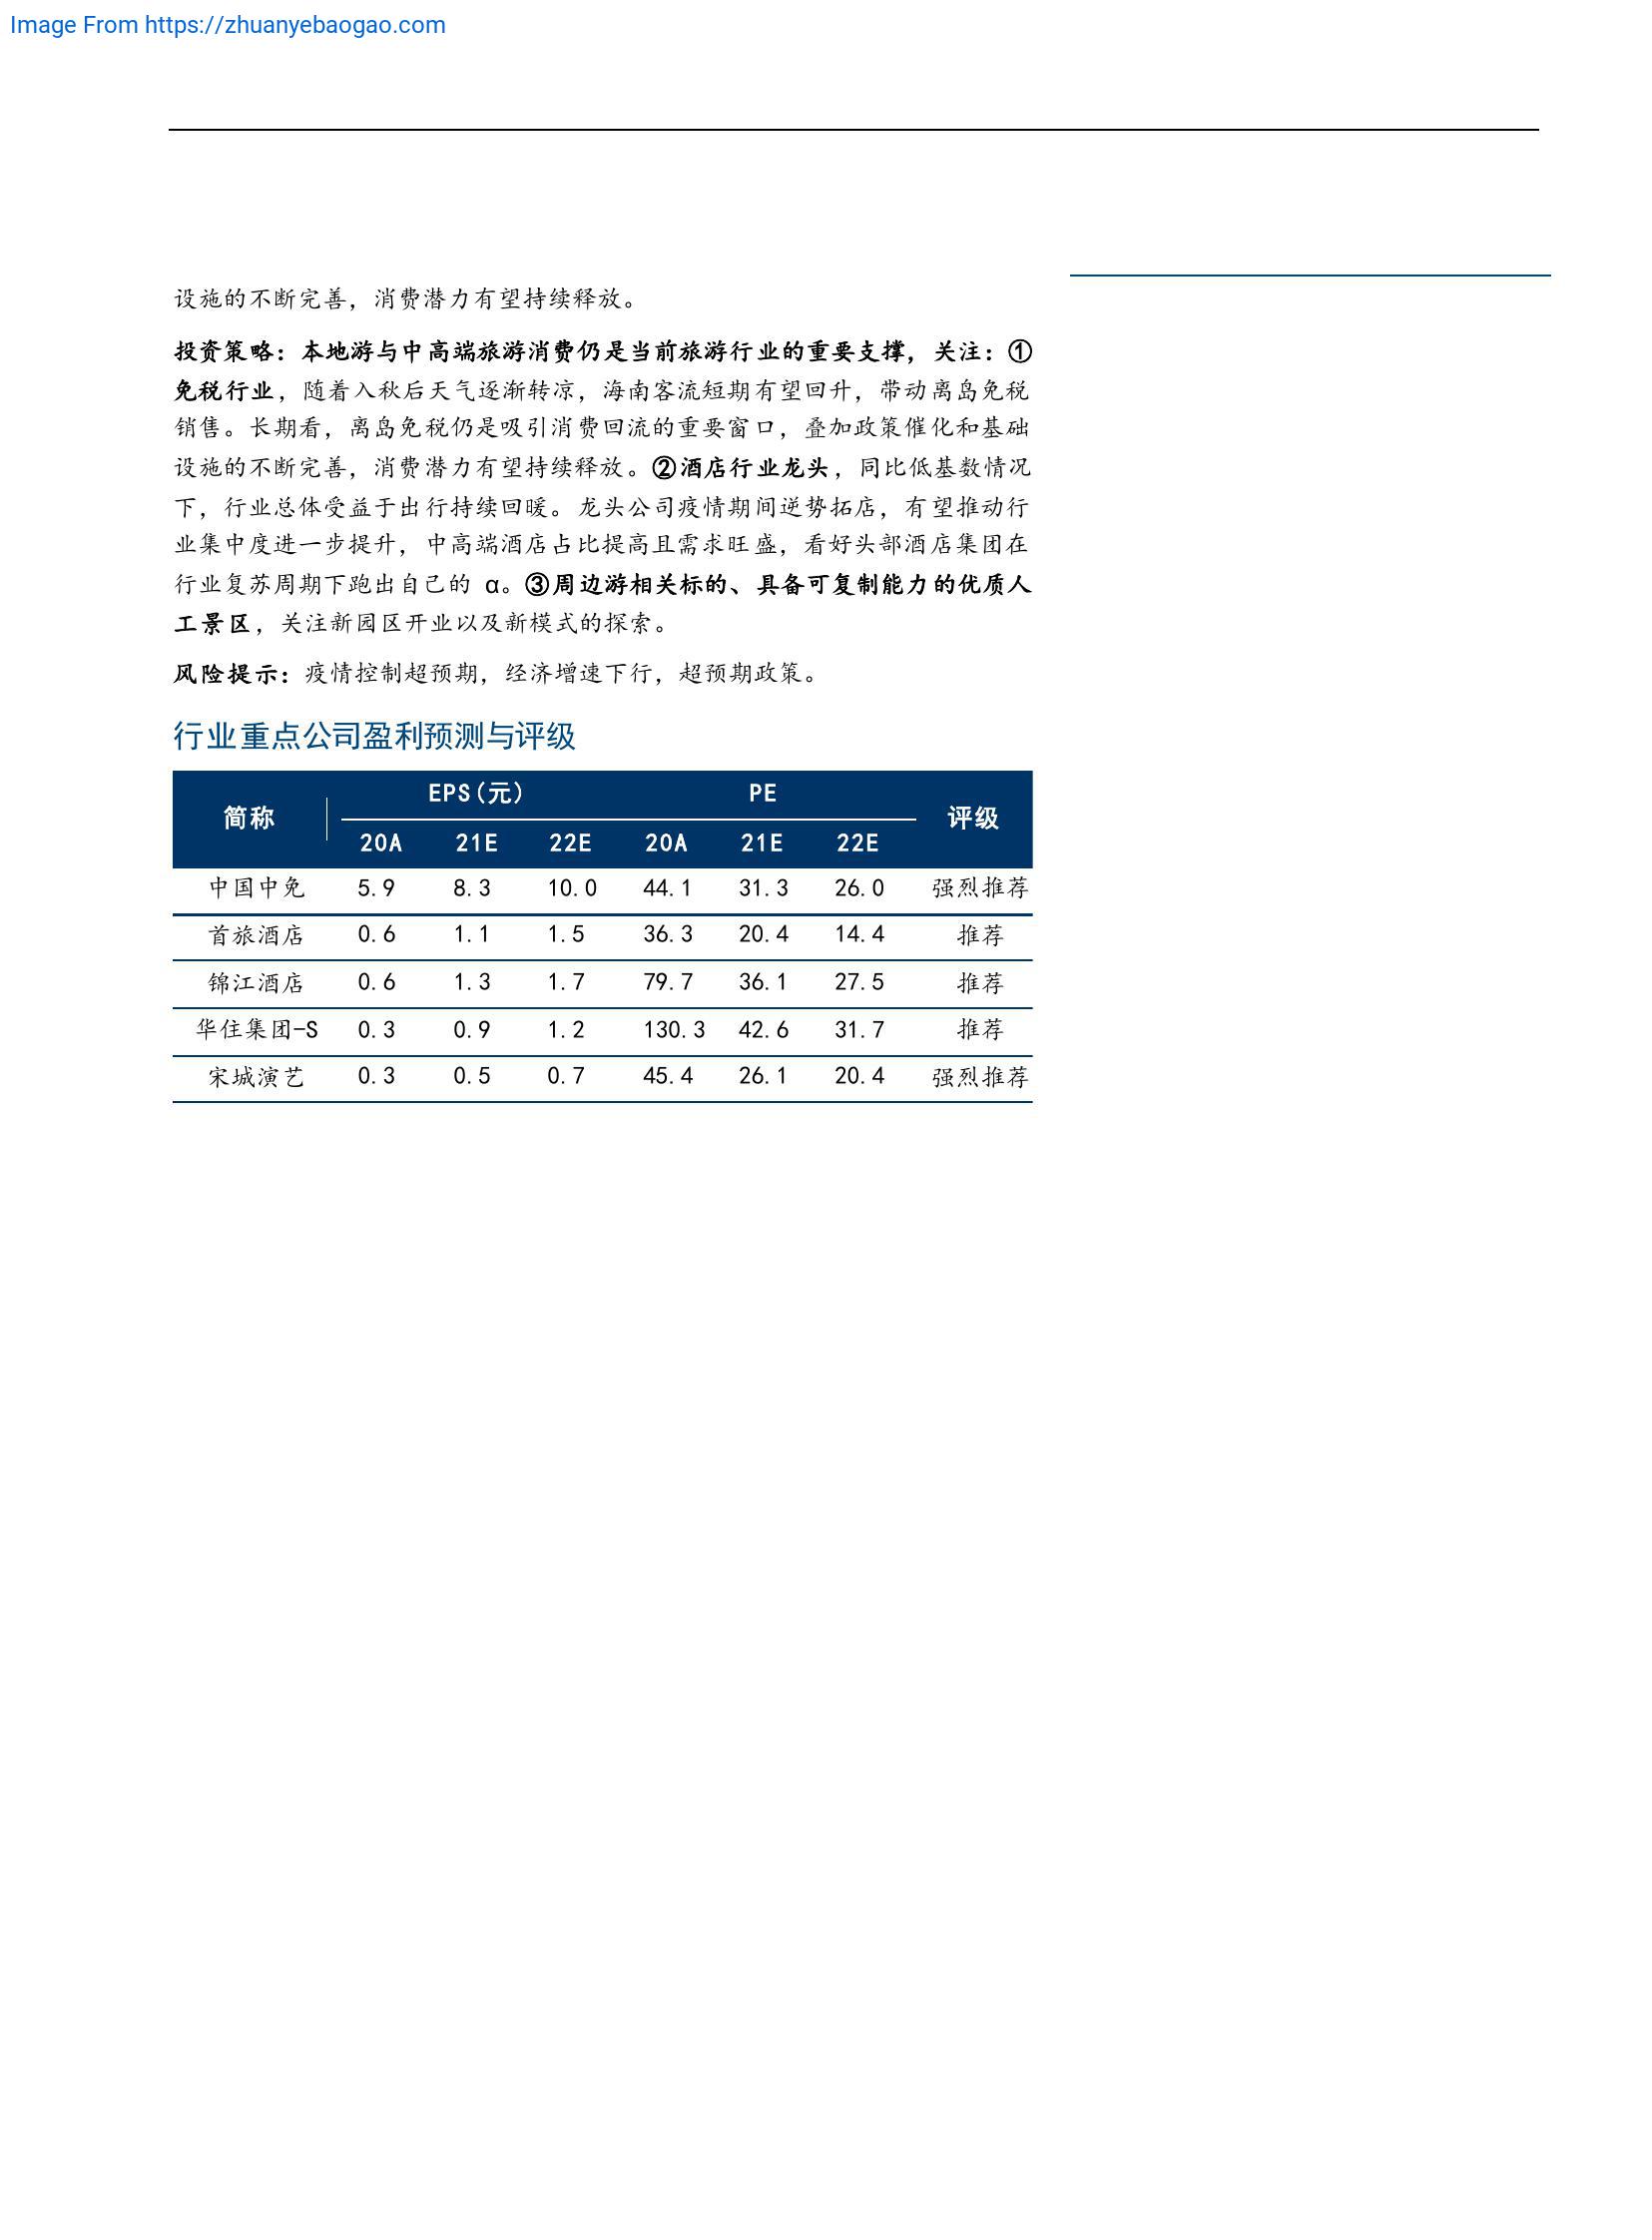 Image From https://zhuanyebaogao.com
设施的不断完善，消费潜力有望持续释放。
投资策略：本地游与中高端旅游消费仍是当前旅游行业的重要支撑，关注：①
免税行业，随着入秋后天气逐渐转凉，海南客流短期有望回升，带动离岛免税
销售。长期看，离岛免税仍是吸引消费回流的重要窗口，叠加政策催化和基础
设施的不断完善，消费潜力有望持续释放。②酒店行业龙头，同比低基数情况
下，行业总体受益于出行持续回暖。龙头公司疫情期间逆势拓店，有望推动行
业集中度进一步提升，中高端酒店占比提高且需求旺盛，看好头部酒店集团在
行业复苏周期下跑出自己的 α。③周边游相关标的、具备可复制能力的优质人
工景区，关注新园区开业以及新模式的探索。
风险提示：疫情控制超预期，经济增速下行，超预期政策。
行业重点公司盈利预测与评级
简称 EPS(元) PE 评级
20A 21E 22E 20A 21E 22E
中国中免 5.9 8.3 10.0 44.1 31.3 26.0 强烈推荐
首旅酒店 0.6 1.1 1.5 36.3 20.4 14.4 推荐
锦江酒店 0.6 1.3 1.7 79.7 36.1 27.5 推荐
华住集团-S 0.3 0.9 1.2 130.3 42.6 31.7 推荐
宋城演艺 0.3 0.5 0.7 45.4 26.1 20.4 强烈推荐